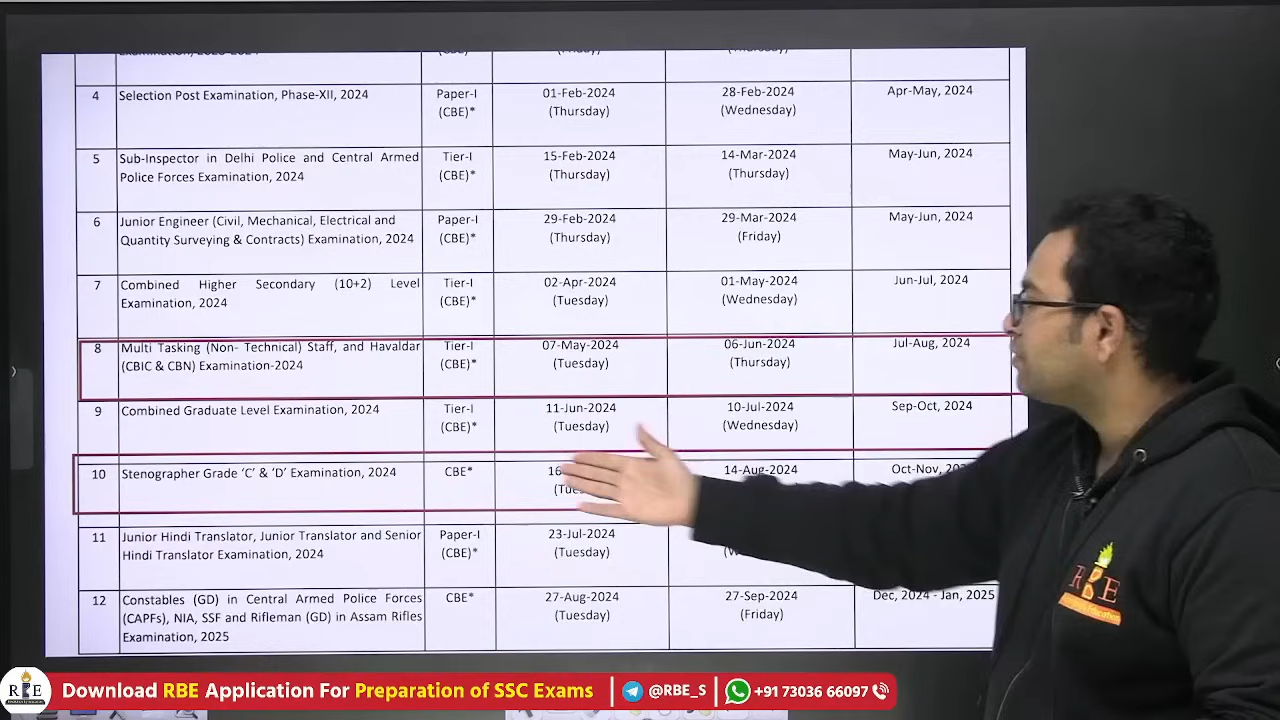 4 Selection Post Examination, Phase-XII, 2024 Paper-I 01-Feb-2024 28-Feb-2024 Apr-May, 2024
(CBE)* (Thursday) (Wednesday)
5 Sub-Inspector in Delhi Police and Central Armed Tier-I 15-Feb-2024 14-Mar-2024 May-Jun, 2024
Police Forces Examination, 2024 (CBE)* (Thursday) (Thursday)
6 Junior Engineer (Civil, Mechanical, Electrical and Paper-I 29-Feb-2024 29-Mar-2024 May-Jun, 2024
Quantity Surveying & Contracts) Examination, 2024 (CBE)* (Thursday) (Friday)
7 Combined Higher Secondary (10+2) Level Tier-I 02-Apr-2024 01-May-2024 Jun-Jul, 2024
Examination, 2024 (CBE)* (Tuesday) (Wednesday)
8 Multi Tasking (Non- Technical) Staff, and Havaldar Tier-I 07-May-2024 06-Jun-2024 Jul-Aug, 2024
(CBIC & CBN) Examination-2024 (CBE)* (Tuesday) (Thursday)
9 Combined Graduate Level Examination, 2024 Tier-I 11-Jun-2024 10-Jul-2024 Sep-Oct, 2024
(CBE)* (Tuesday) (Wednesday)
10 Stenographer Grade ‘C’ & ‘D’ Examination, 2024 CBE* 16 14-Aug-2024 Oct-Nov,
11 Junior Hindi Translator, Junior Translator and Senior Paper-I 23-Jul-2024
Hindi Translator Examination, 2024 (CBE)* (Tuesday)
12 Constables (GD) in Central Armed Police Forces CBE* 27-Aug-2024 27-Sep-2024 Dec, 2024 - Jan, 2025
(CAPFs), NIA, SSF and Rifleman (GD) in Assam Rifles (Tuesday) (Friday)
Examination, 2025
RBE
RBE
Download RBE Application For Preparation of SSC Exams @RBE_S +91 73036 66097